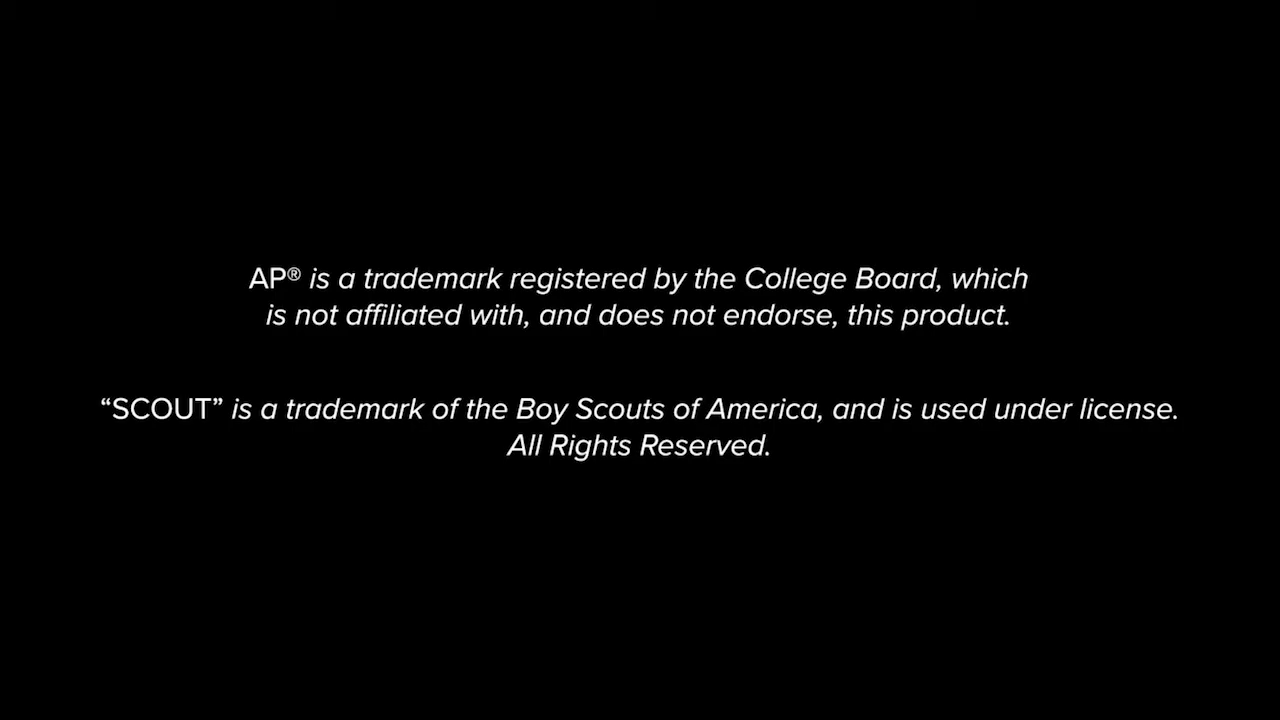 AP® is a trademark registered by the College Board, which
is not affiliated with, and does not endorse, this product.
“SCOUT” is a trademark of the Boy Scouts of America, and is used under license.
All Rights Reserved.